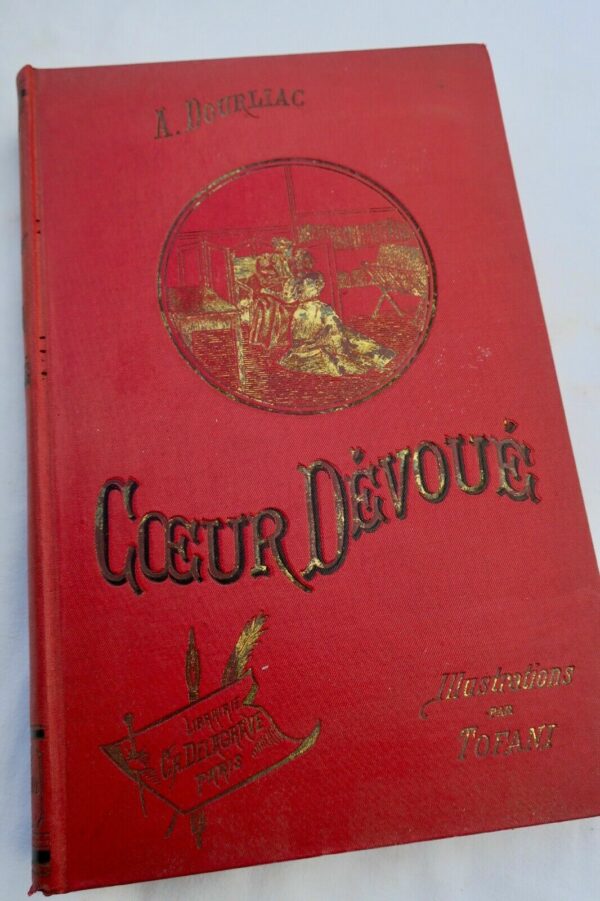 A. DOURLIAC
CŒUR DÉVOUÉ
LIBRAIRIE
CH. DELAGRAVE
PARIS
Illustrations
PAR
TOFANI